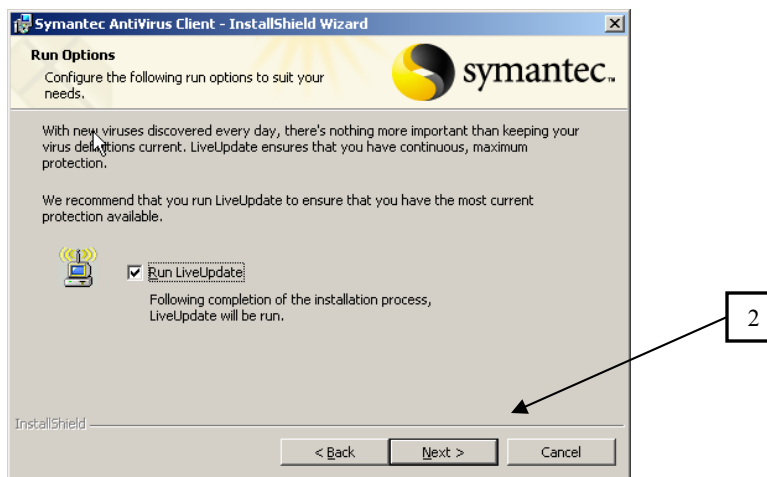 Symantec AntiVirus Client - InstallShield Wizard
Run Options
Configure the following run options to suit your
needs.
symantec™
With new viruses discovered every day, there's nothing more important than keeping your
virus definitions current. LiveUpdate ensures that you have continuous, maximum
protection.
We recommend that you run LiveUpdate to ensure that you have the most current
protection available.
Run LiveUpdate
Following completion of the installation process,
LiveUpdate will be run.
2
InstallShield
< Back
Next >
Cancel